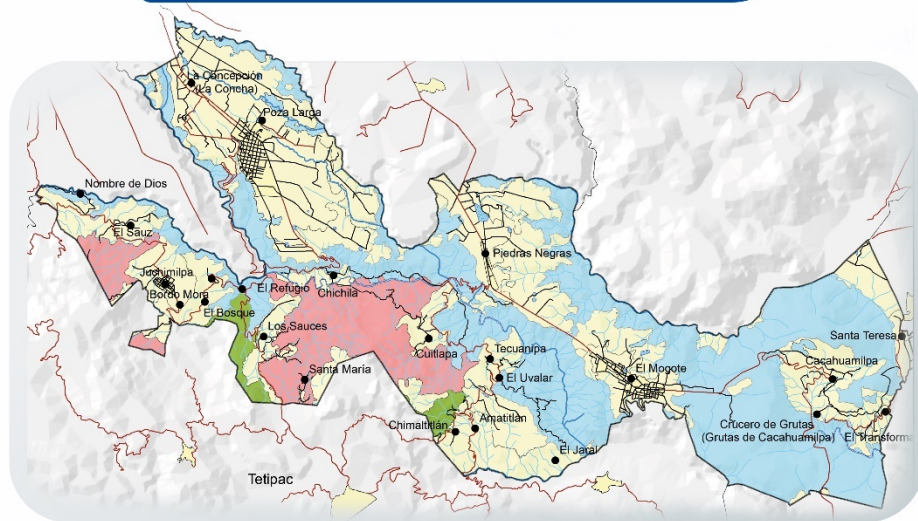 La Concepción
(La Concha)
Poza Larga
Nombre de Dios
El Sauz
Piedras Negras
Juchimilpa
El Refugio
Chichila
Bordo Mora
El Bosque
Los Sauces
Santa Teresa
Cuitlapa
Tecuanipa
Santa María
El Uvalar
El Mogote
Cacahuamilpa
Chimaltitlán
Amatitlán
Crucero de Grutas
(Grutas de Cacahuamilpa)
El Transforma
El Jaral
Tetipac